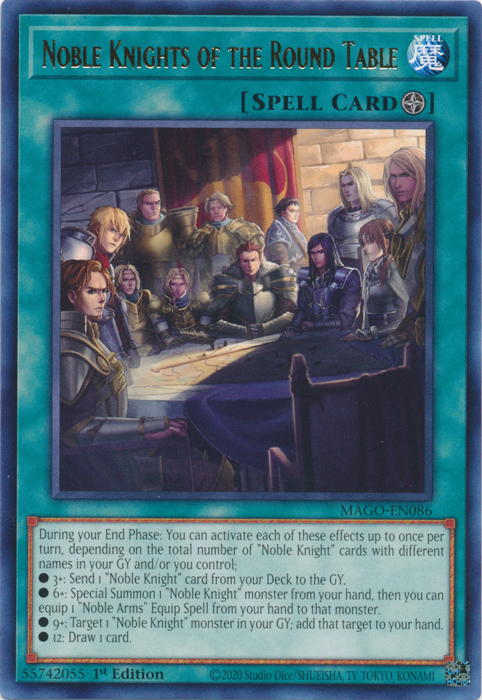 NOBLE KNIGHTS OF THE ROUND TABLE
SPELL
魔
[SPELL CARD]
MAGO-EN086
During your End Phase: You can activate each of these effects up to once per
turn, depending on the total number of "Noble Knight" cards with different
names in your GY and/or you control;
● 3+: Send 1 "Noble Knight" card from your Deck to the GY.
● 6+: Special Summon 1 "Noble Knight" monster from your hand, then you can
equip 1 "Noble Arms" Equip Spell from your hand to that monster.
● 9+: Target 1 "Noble Knight" monster in your GY; add that target to your hand.
● 12: Draw 1 card.
55742055 1st Edition ©2020 Studio Dice/SHUEISHA, TV TOKYO, KONAMI